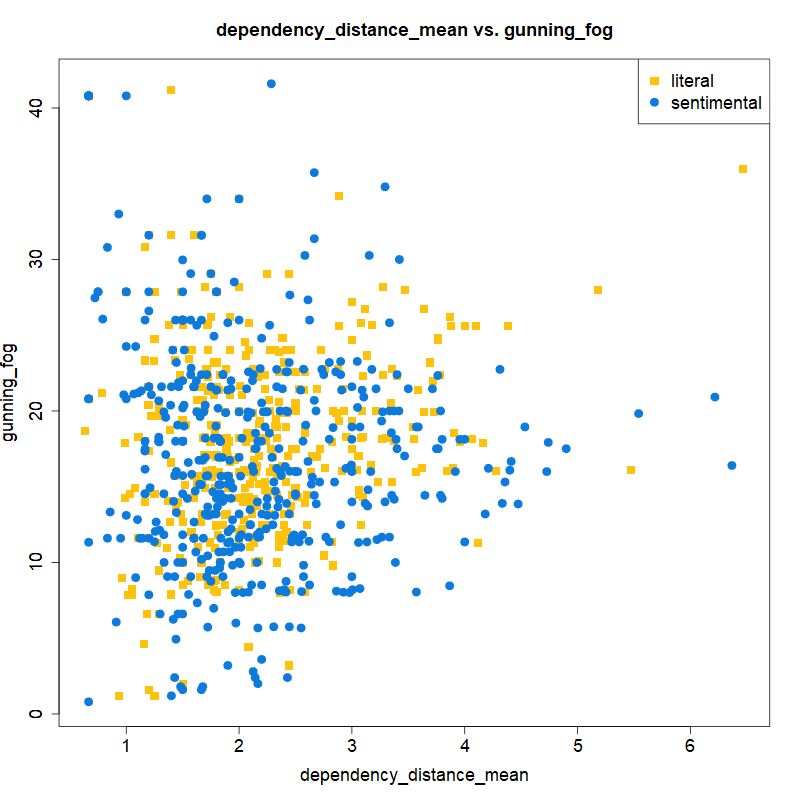 dependency_distance_mean vs. gunning_fog
literal
sentimental
40
30
20
10
0
gunning_fog
1 2 3 4 5 6
dependency_distance_mean